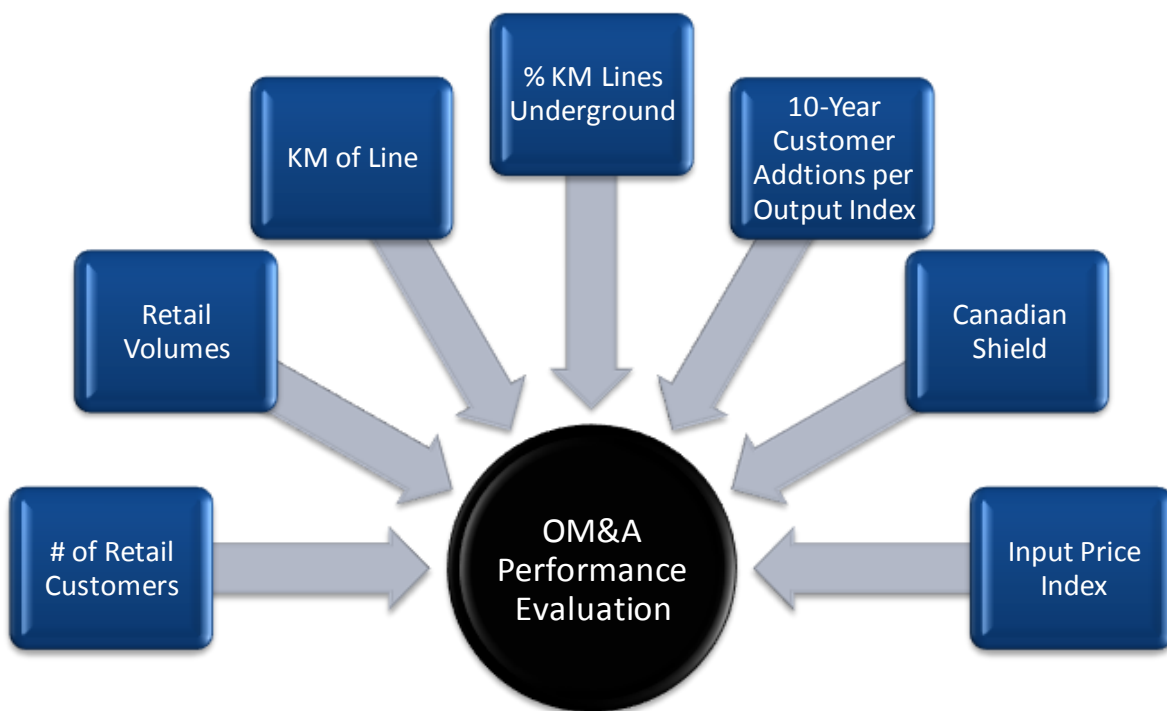 % KM Lines
Underground
10-Year
Customer
Addtions per
Output Index
KM of Line
Retail
Volumes
Canadian
Shield
# of Retail
Customers
OM&A
Performance
Evaluation
Input Price
Index